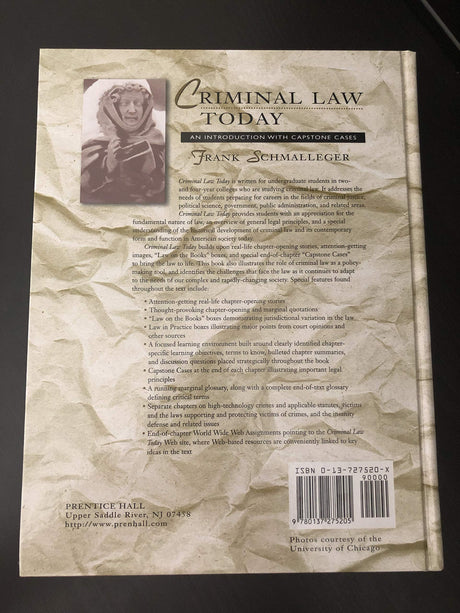 CRIMINAL LAW
TODAY
AN INTRODUCTION WITH CAPSTONE CASES
FRANK SCHMALLEGER
Criminal Law Today is written for undergraduate students in two-
and four-year colleges who are studying criminal law. It addresses the
needs of students preparing for careers in the fields of criminal justice,
political science, government, public administration, and related areas.
Criminal Law Today provides students with an appreciation for the
fundamental nature of law, an overview of general legal principles, and a special
understanding of the historical development of criminal law and its contemporary
form and function in American society today.
Criminal Law Today builds upon real-life chapter-opening stories, attention-getting
images, "Law on the Books" boxes, and special end-of-chapter "Capstone Cases"
to bring the law to life. This book also illustrates the role of criminal law as a policy-
making tool, and identifies the challenges that face the law as it continues to adapt
to the needs of our complex and rapidly-changing society. Special features found
throughout the text include:
• Attention-getting real-life chapter-opening stories
• Thought-provoking chapter-opening and marginal quotations
• "Law on the Books" boxes demonstrating jurisdictional variation in the law
• Law in Practice boxes illustrating major points from court opinions and
other sources
• A focused learning environment built around clearly identified chapter-
specific learning objectives, terms to know, bulleted chapter summaries,
and discussion questions placed strategically throughout the book
• Capstone Cases at the end of each chapter illustrating important legal
principles
• A running marginal glossary, along with a complete end-of-text glossary
defining critical terms
• Separate chapters on high-technology crimes and applicable statutes, victims
and the laws supporting and protecting victims of crimes, and the insanity
defense and related issues
• End-of-chapter World Wide Web Assignments pointing to the Criminal Law
Today Web site, where Web-based resources are conveniently linked to key
ideas in the text
ISBN 0-13-727520-X
90000
9 780137 275205
PRENTICE HALL
Upper Saddle River, NJ 07458
http://www.prenhall.com
Photos courtesy of the
University of Chicago